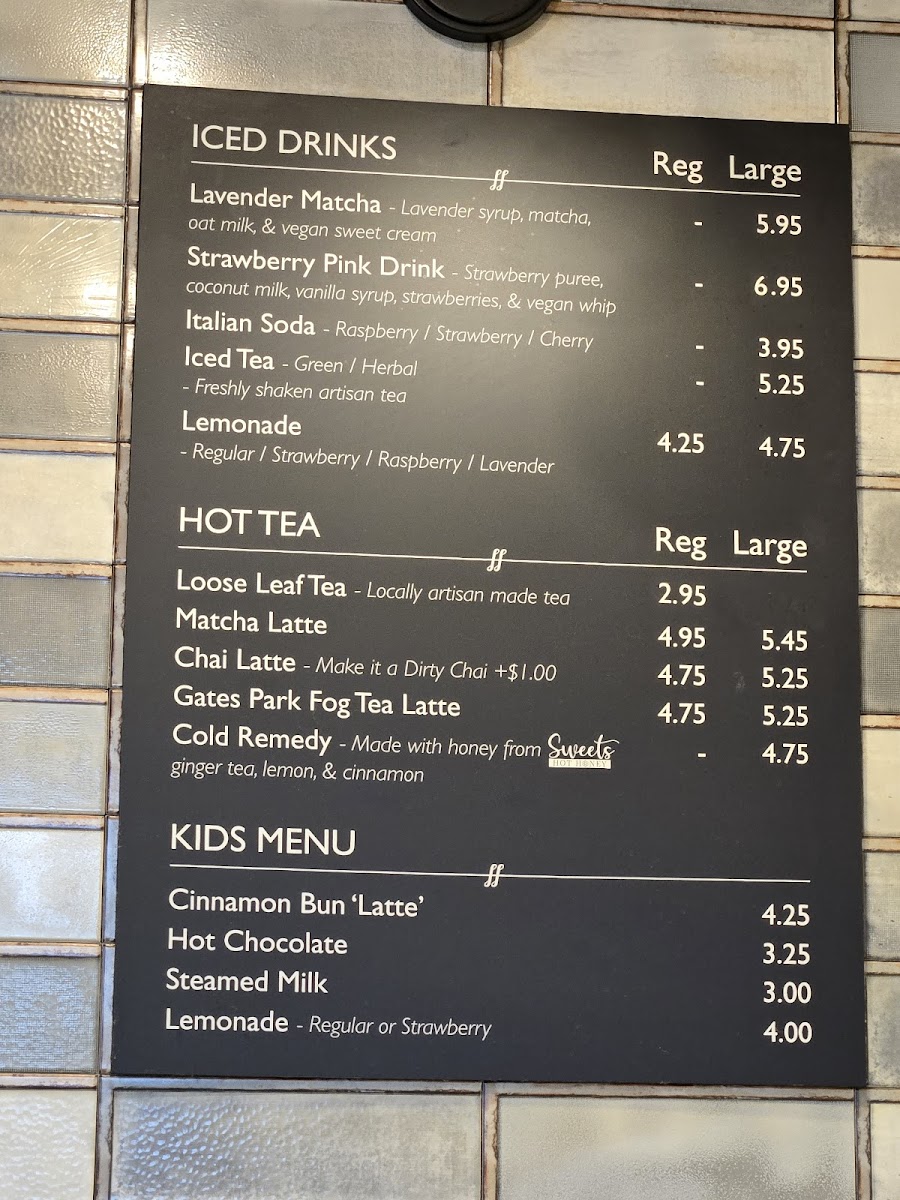 ICED DRINKS Reg Large
Lavender Matcha - Lavender syrup, matcha, - 5.95
oat milk, & vegan sweet cream
Strawberry Pink Drink - Strawberry puree, - 6.95
coconut milk, vanilla syrup, strawberries, & vegan whip
Italian Soda - Raspberry / Strawberry / Cherry - 3.95
Iced Tea - Green / Herbal - 5.25
- Freshly shaken artisan tea
Lemonade 4.25 4.75
- Regular / Strawberry / Raspberry / Lavender
HOT TEA Reg Large
Loose Leaf Tea - Locally artisan made tea 2.95
Matcha Latte 4.95 5.45
Chai Latte - Make it a Dirty Chai +$1.00 4.75 5.25
Gates Park Fog Tea Latte 4.75 5.25
Cold Remedy - Made with honey from Sweets HOT HONEY - 4.75
ginger tea, lemon, & cinnamon
KIDS MENU
Cinnamon Bun ‘Latte’ 4.25
Hot Chocolate 3.25
Steamed Milk 3.00
Lemonade - Regular or Strawberry 4.00